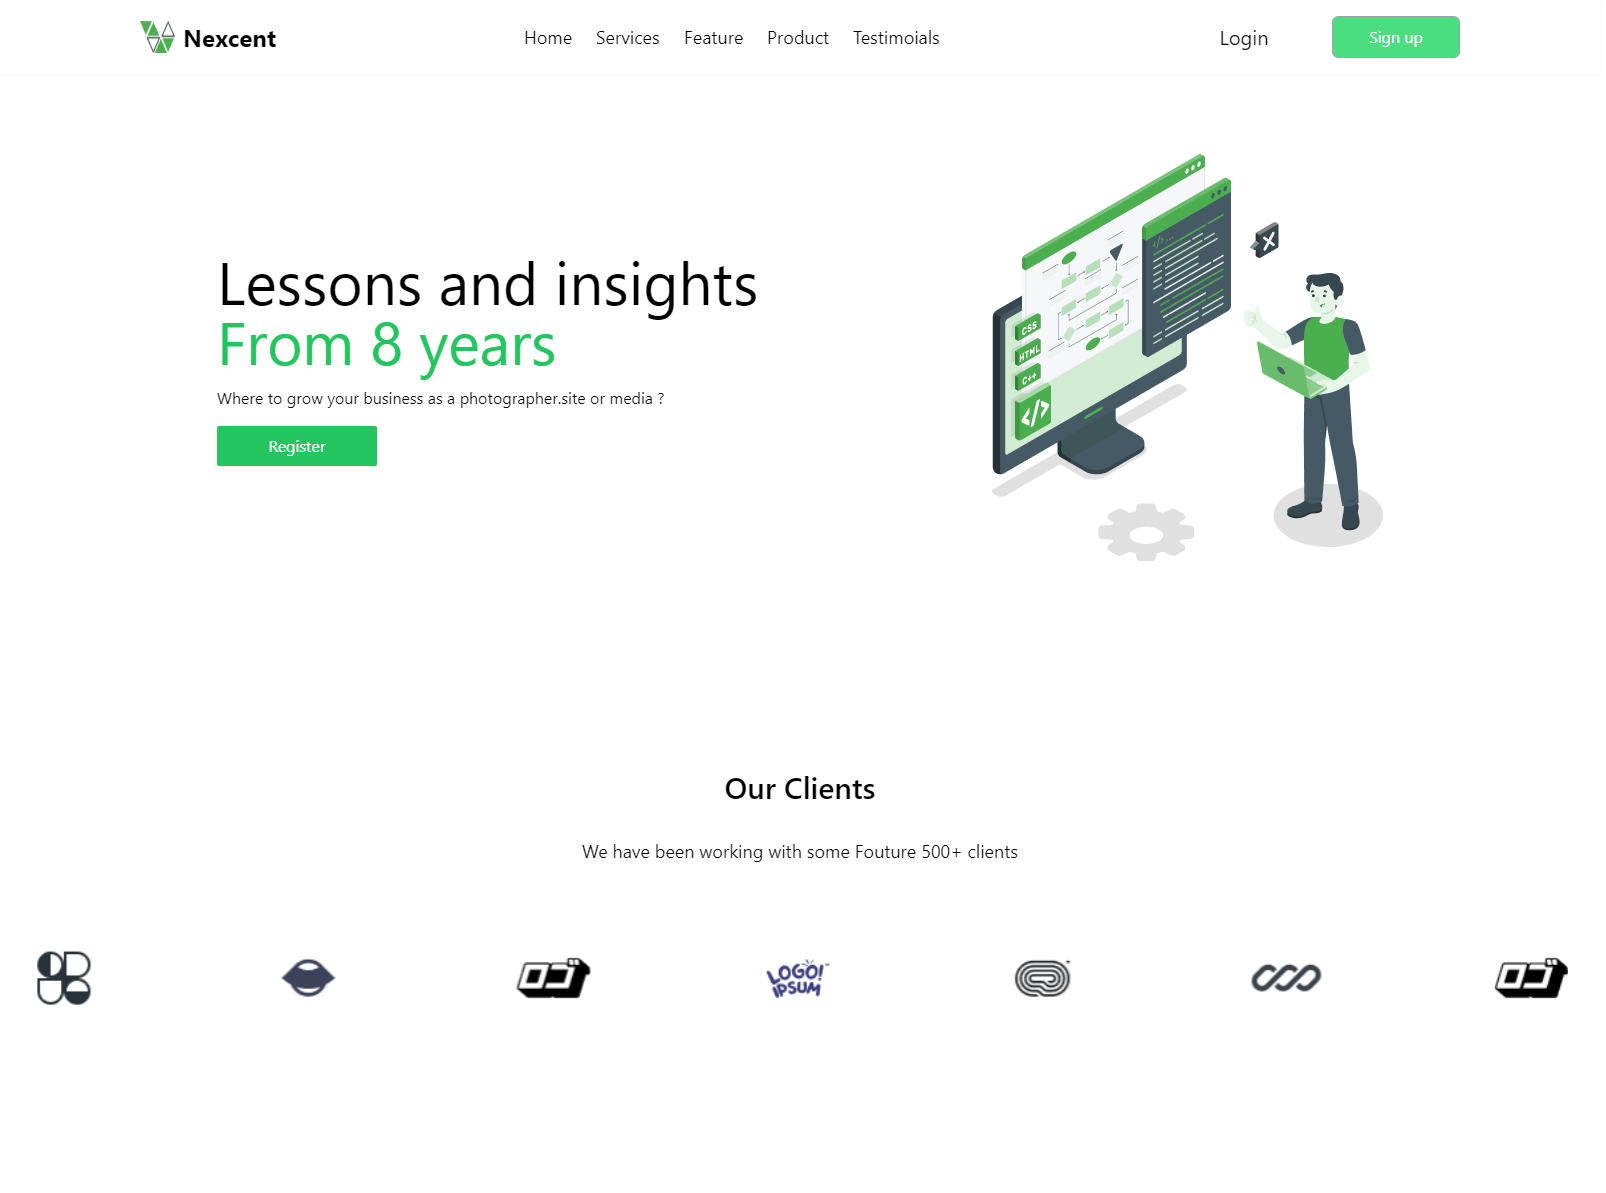 Nexcent
Home Services Feature Product Testimoials
Login
Sign up
Lessons and insights
From 8 years
Where to grow your business as a photographer.site or media ?
Register
CSS
HTML
C++
</>
</>...
Our Clients
We have been working with some Fouture 500+ clients
LOGO!
IPSUM